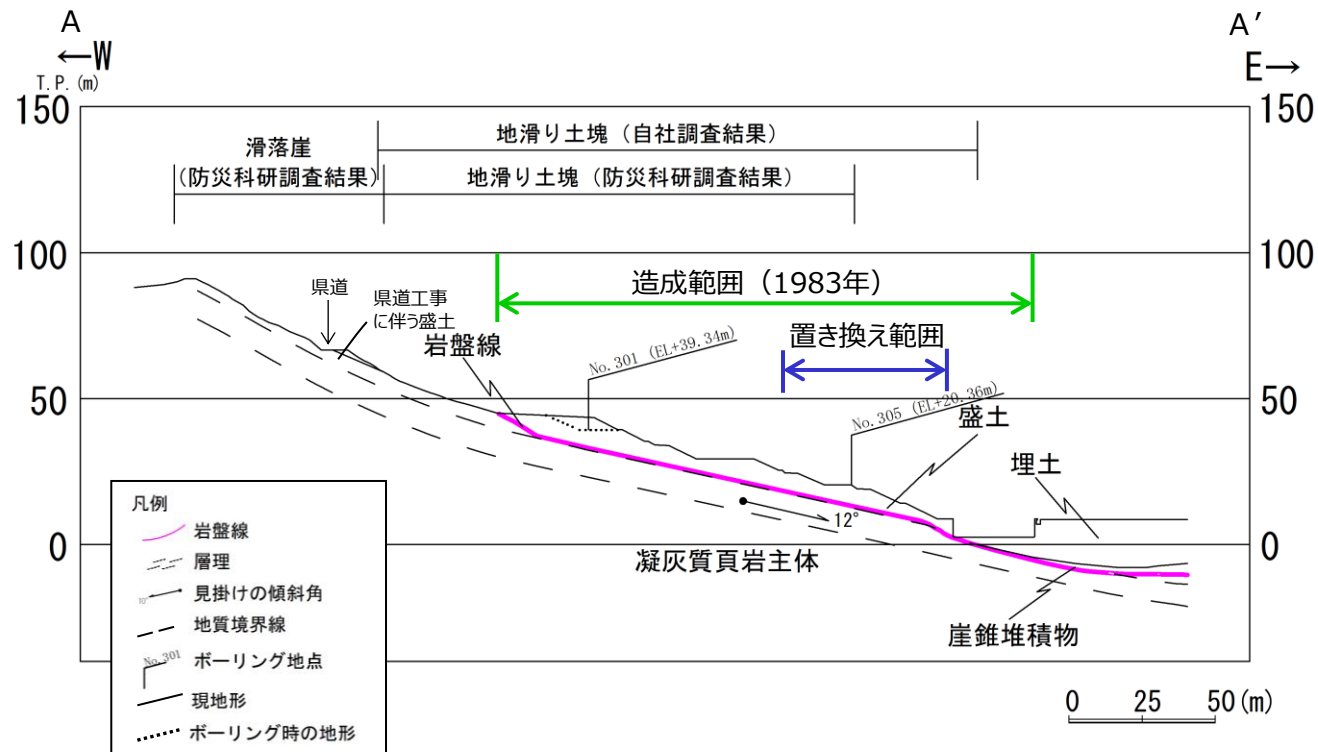 A
←W
T.P.(m)
A′
E→
150
100
50
0
150
100
50
0
地滑り土塊（自社調査結果）
滑落崖
(防災科研調査結果)
地滑り土塊(防災科研調査結果)
造成範囲（1983年）
置き換え範囲
県道
県道工事
に伴う盛土
岩盤線
No.301 (EL+39.34m)
No.305 (EL+20.36m)
盛土
埋土
12°
凝灰質頁岩主体
崖錐堆積物
凡例
岩盤線
層理
10°
見掛けの傾斜角
地質境界線
No.301
ボーリング地点
現地形
ボーリング時の地形
0 25 50(m)